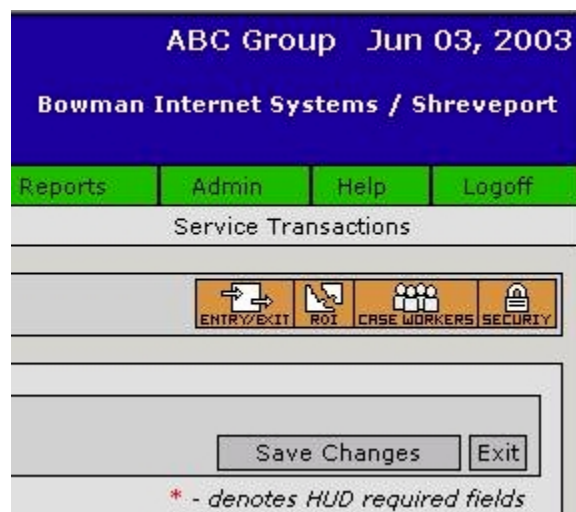 ABC Group Jun 03, 2003
Bowman Internet Systems / Shreveport
Reports Admin Help Logoff
Service Transactions
ENTRY/EXIT ROI CASE WORKERS SECURITY
Save Changes Exit
* - denotes HUD required fields